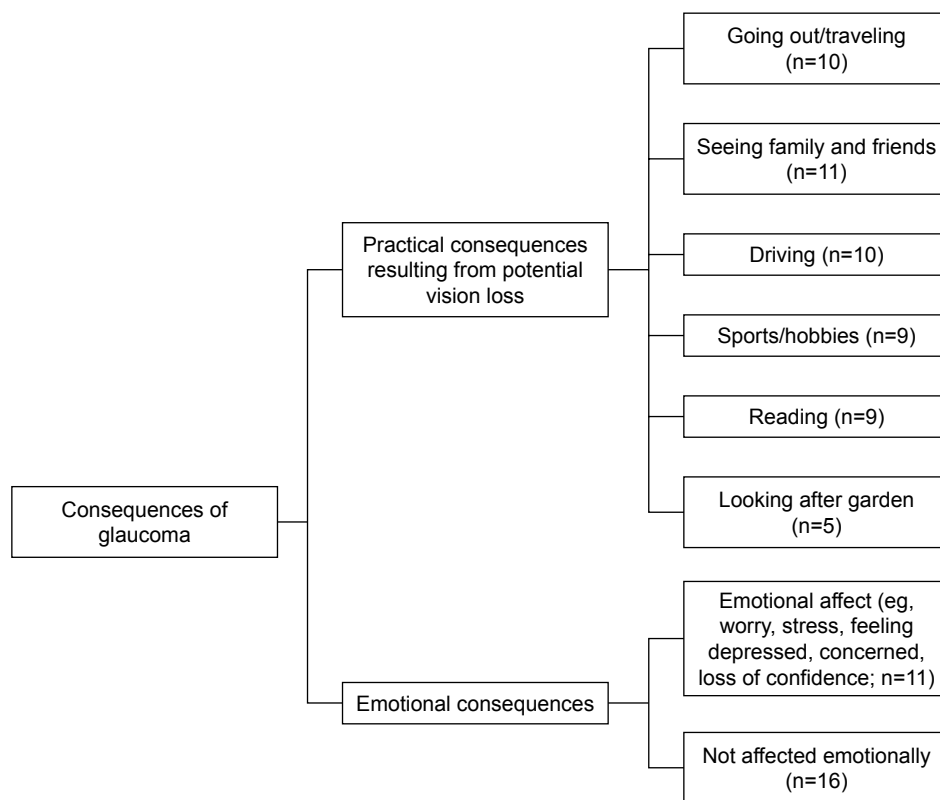 Going out/traveling
(n=10)
Seeing family and friends
(n=11)
Practical consequences
resulting from potential
vision loss
Driving (n=10)
Sports/hobbies (n=9)
Reading (n=9)
Looking after garden
(n=5)
Consequences of
glaucoma
Emotional affect (eg,
worry, stress, feeling
depressed, concerned,
loss of confidence; n=11)
Emotional consequences
Not affected emotionally
(n=16)